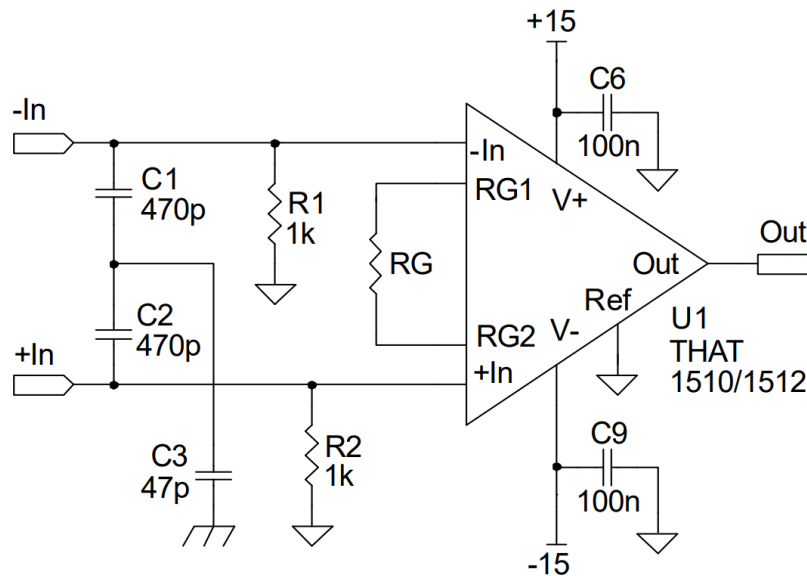 +15
C6
100n
-In
C1
470p
R1
1k
-In
RG1
V+
RG
Out
Out
C2
470p
Ref
RG2
V-
U1
THAT
1510/1512
+In
+In
C3
47p
R2
1k
C9
100n
-15